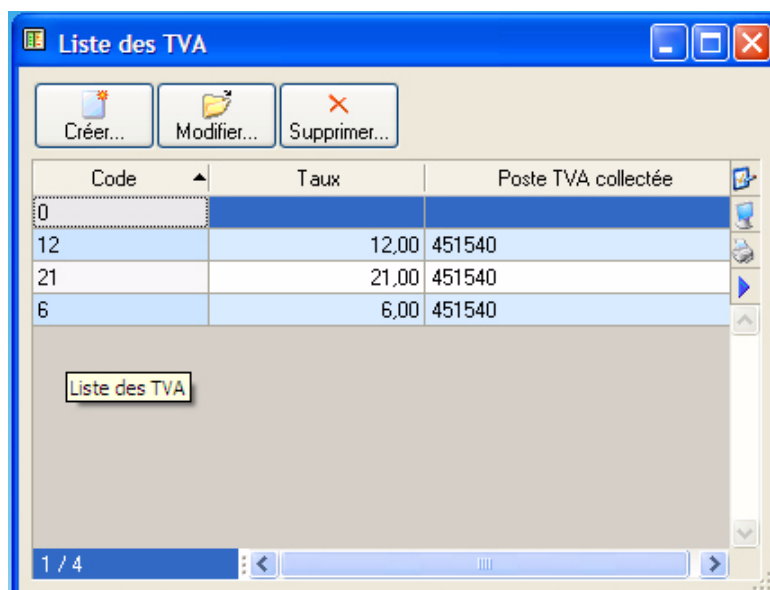 Liste des TVA
Créer... Modifier... Supprimer...
Code Taux Poste TVA collectée
0
12 12,00 451540
21 21,00 451540
6 6,00 451540
Liste des TVA
1 / 4